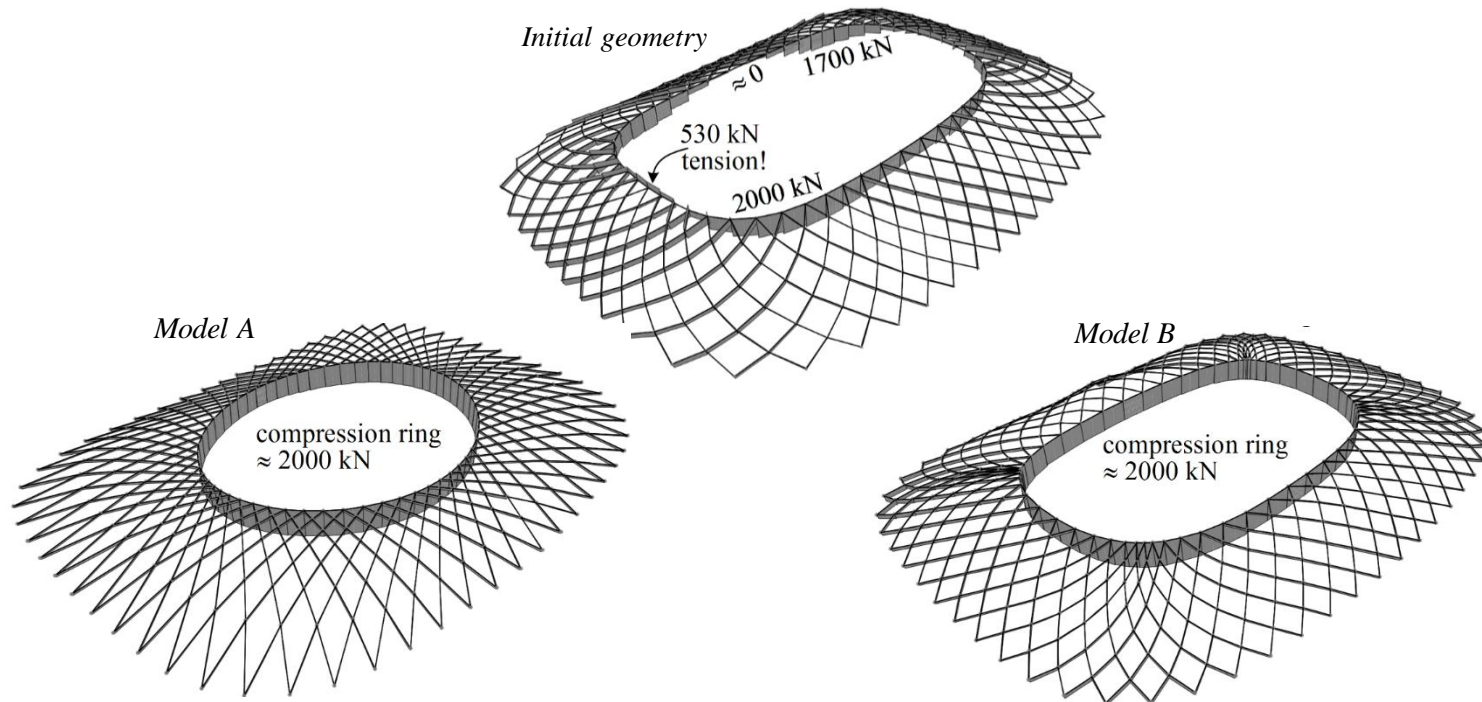 Initial geometry
≈ 0
1700 kN
530 kN
tension!
2000 kN
Model A
compression ring
≈ 2000 kN
Model B
compression ring
≈ 2000 kN